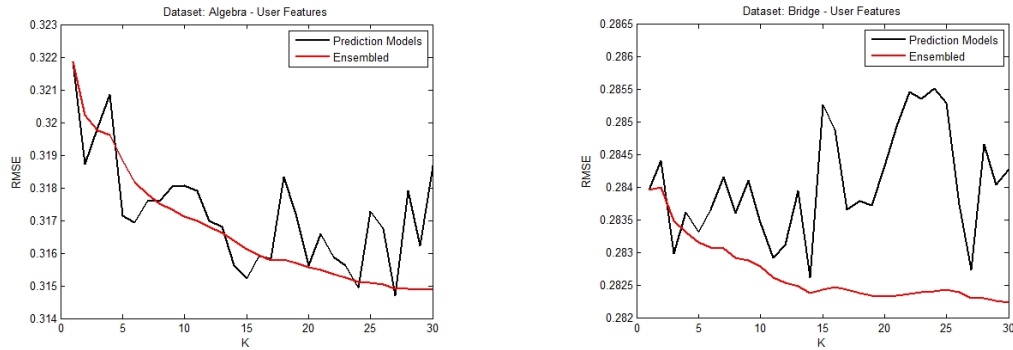 Dataset: Algebra - User Features
0.323
0.322
0.321
0.32
0.319
0.318
0.317
0.316
0.315
0.314
RMSE
Prediction Models
Ensembled
0 5 10 15 20 25 30
K
Dataset: Bridge - User Features
0.2865
0.286
0.2855
0.285
0.2845
0.284
0.2835
0.283
0.2825
0.282
RMSE
Prediction Models
Ensembled
0 5 10 15 20 25 30
K